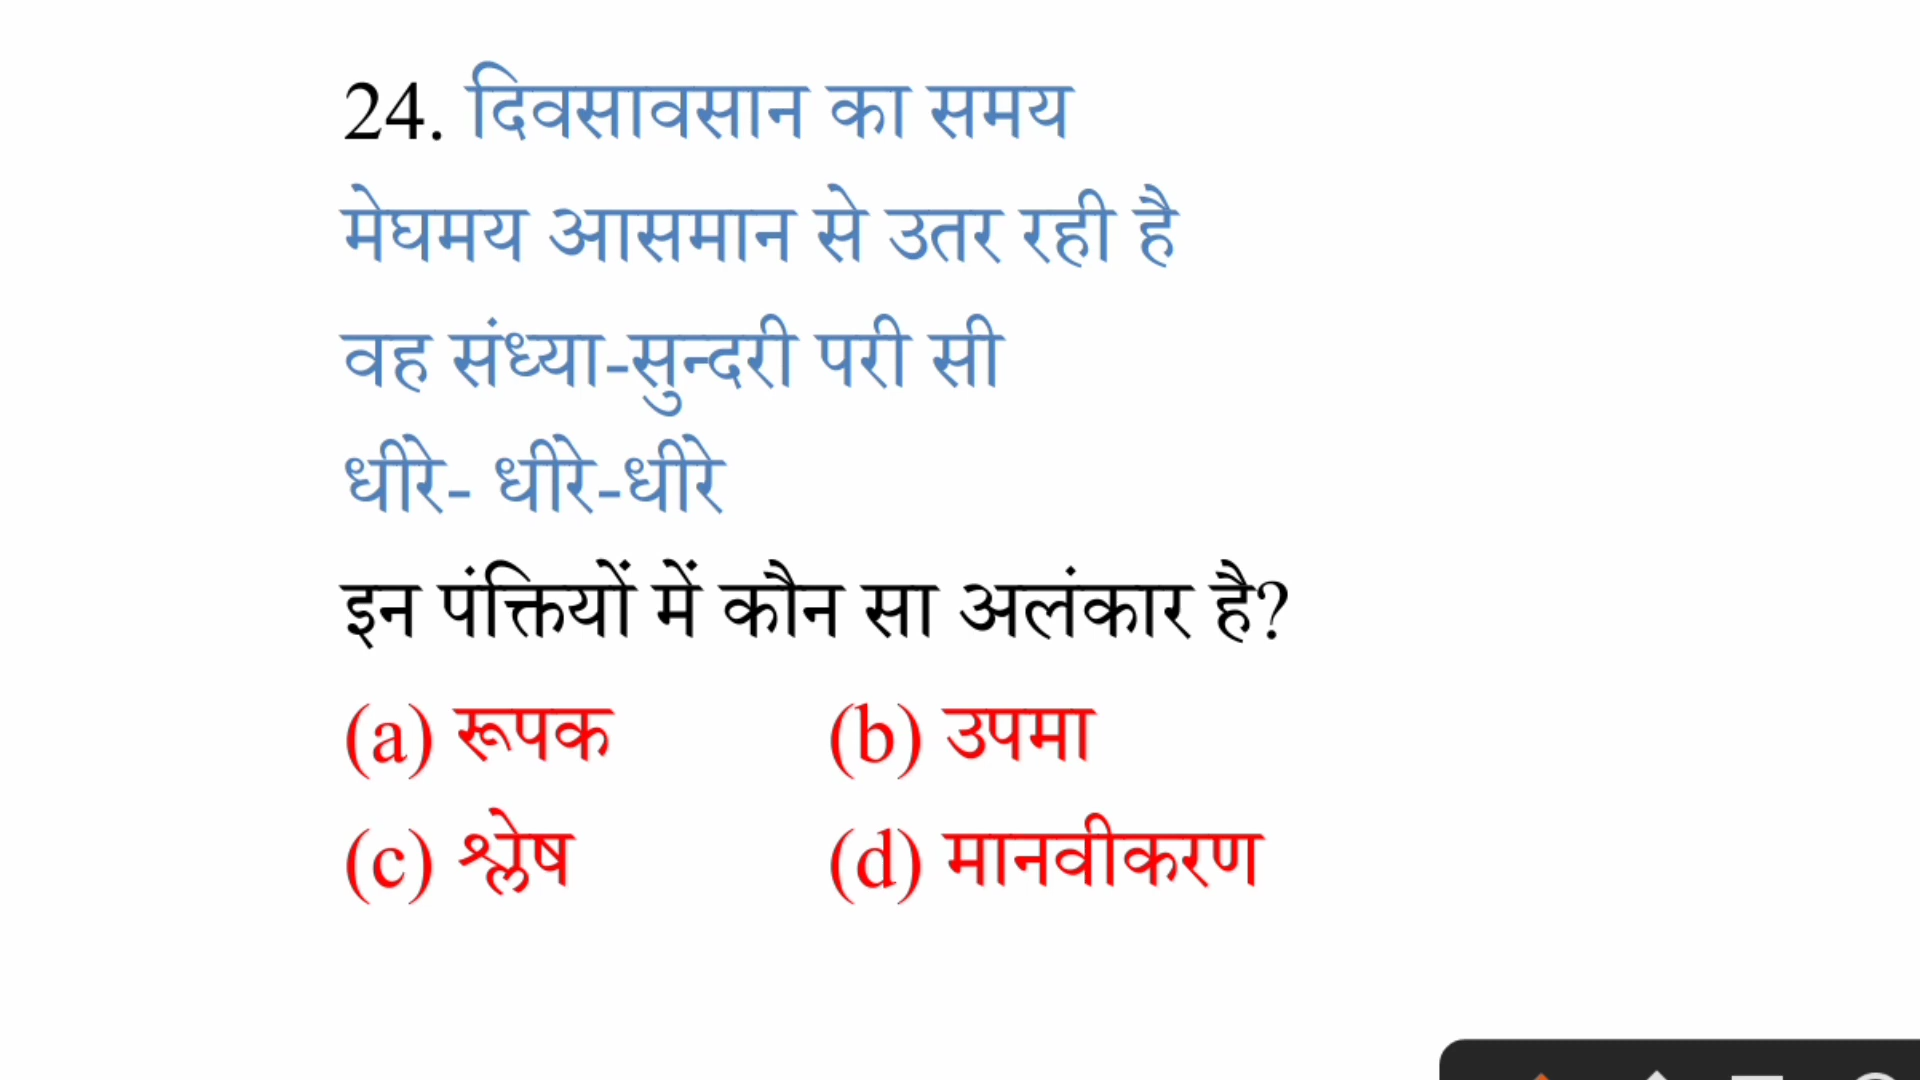 24. दिवसावसान का समय
मेघमय आसमान से उतर रही है
वह संध्या-सुन्दरी परी सी
धीरे- धीरे-धीरे
इन पंक्तियों में कौन सा अलंकार है?
(a) रूपक (b) उपमा
(c) श्लेष (d) मानवीकरण